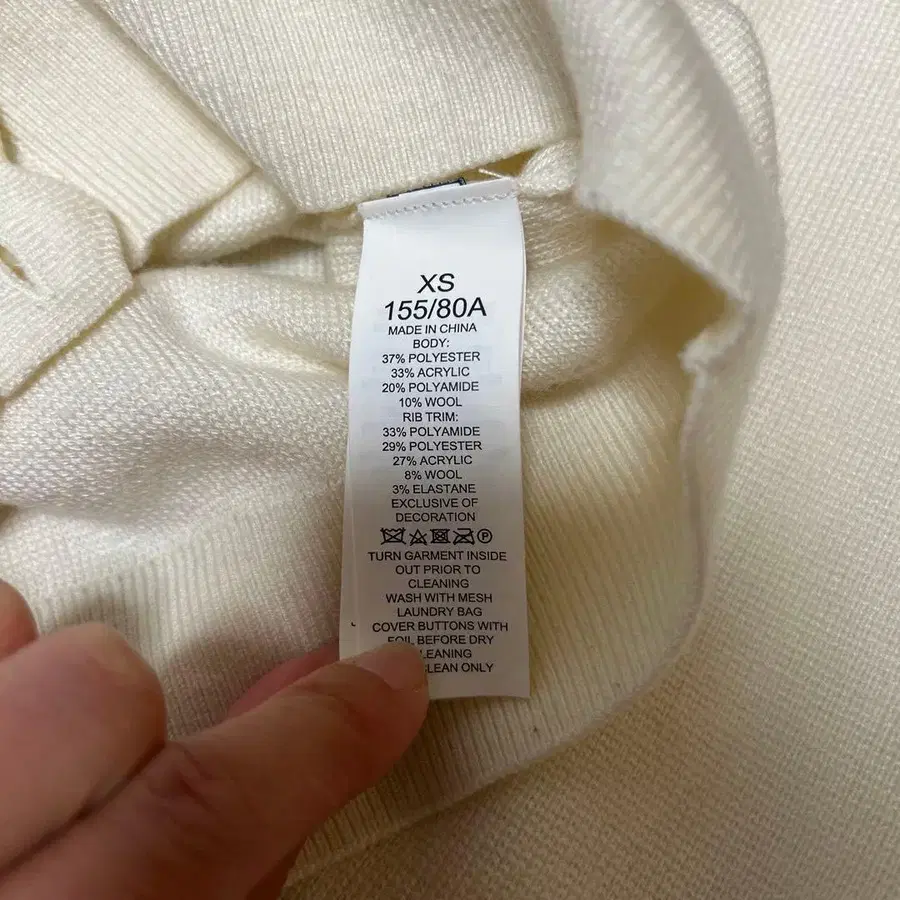 XS
155/80A
MADE IN CHINA
BODY:
37% POLYESTER
33% ACRYLIC
20% POLYAMIDE
10% WOOL
RIB TRIM:
33% POLYAMIDE
29% POLYESTER
27% ACRYLIC
8% WOOL
3% ELASTANE
EXCLUSIVE OF
DECORATION
P
TURN GARMENT INSIDE
OUT PRIOR TO
CLEANING
WASH WITH MESH
LAUNDRY BAG
COVER BUTTONS WITH
FOIL BEFORE DRY
LEANING
CLEAN ONLY